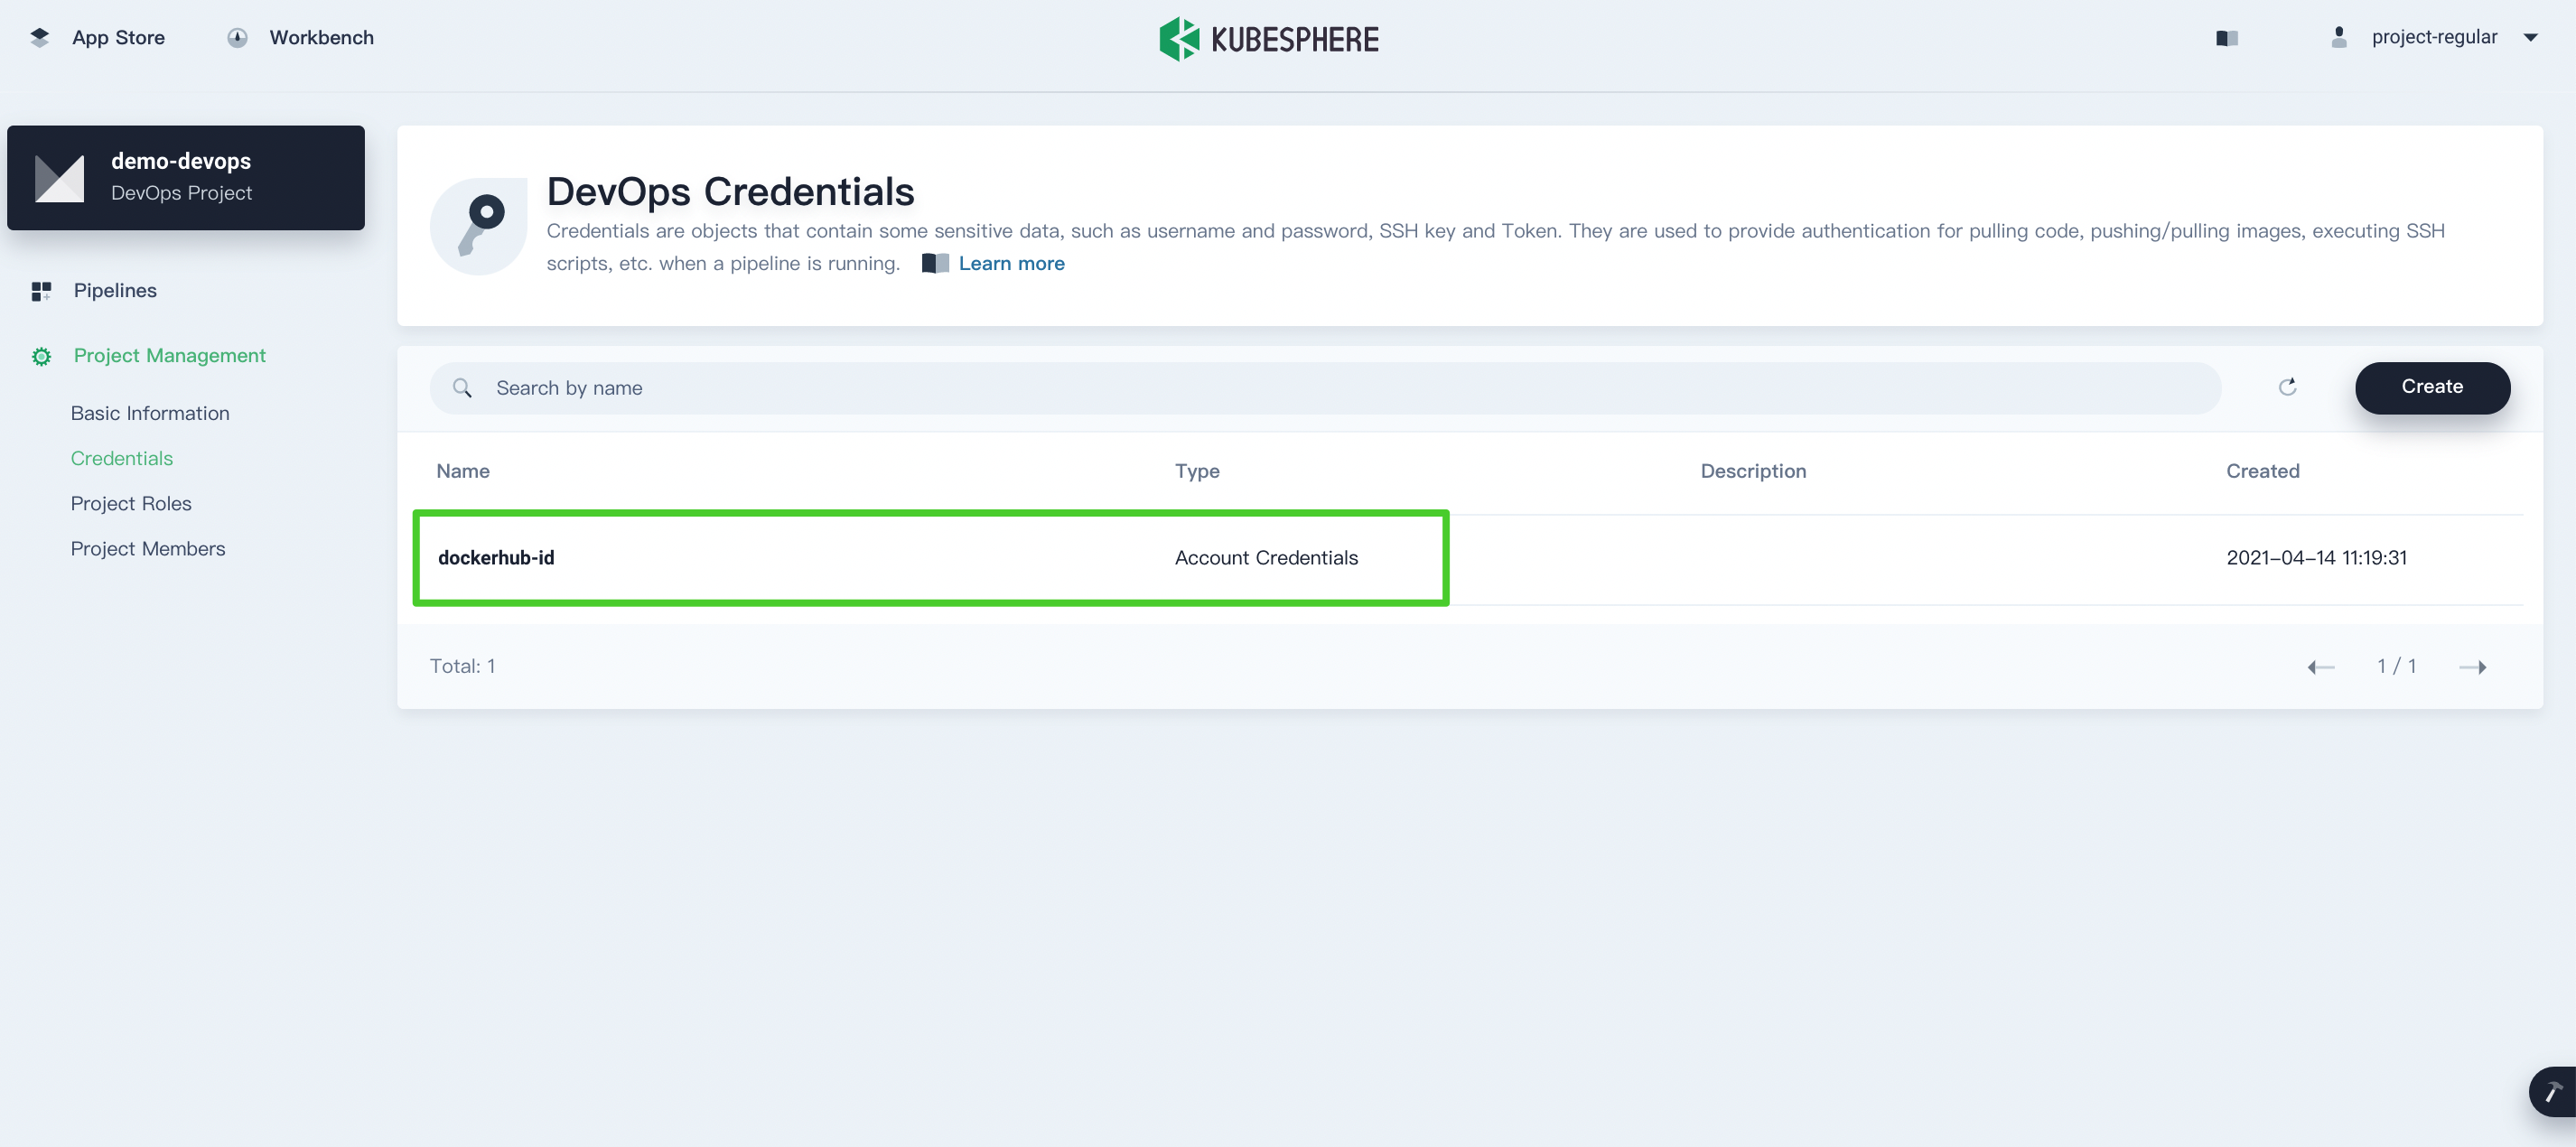 App Store
Workbench
KUBESPHERE
project-regular
demo-devops
DevOps Project
Pipelines
Project Management
Basic Information
Credentials
Project Roles
Project Members
DevOps Credentials
Credentials are objects that contain some sensitive data, such as username and password, SSH key and Token. They are used to provide authentication for pulling code, pushing/pulling images, executing SSH
scripts, etc. when a pipeline is running. Learn more
Search by name
Create
Name Type Description Created
dockerhub-id Account Credentials 2021-04-14 11:19:31
Total: 1
1 / 1